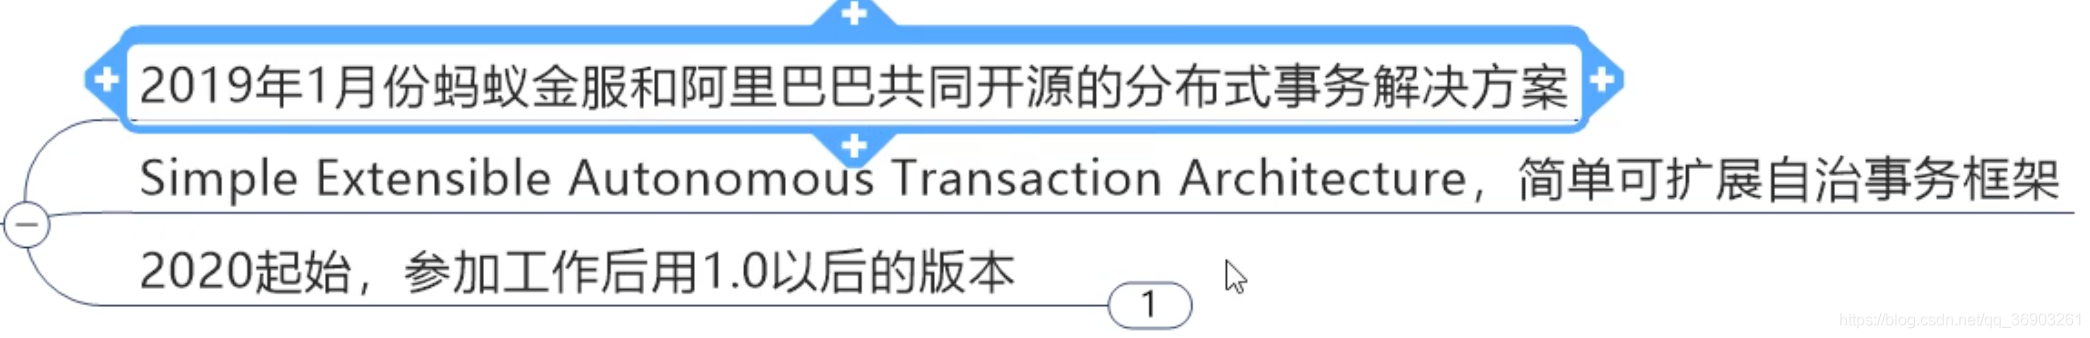 2019年1月份蚂蚁金服和阿里巴巴共同开源的分布式事务解决方案
Simple Extensible Autonomous Transaction Architecture，简单可扩展自治事务框架
2020起始，参加工作后用1.0以后的版本
1
https://blog.csdn.net/qq_36903261